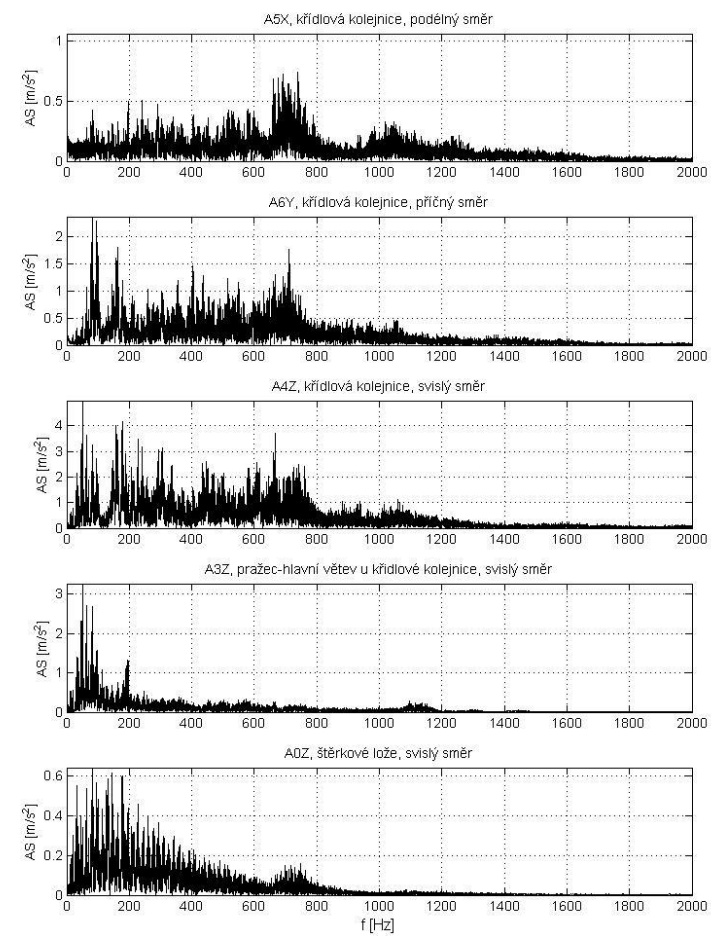 A5X, křídlová kolejnice, podélný směr
1
0.5
0
AS [m/s²]
0 200 400 600 800 1000 1200 1400 1600 1800 2000
A6Y, křídlová kolejnice, příčný směr
2
1.5
1
0.5
0
AS [m/s²]
0 200 400 600 800 1000 1200 1400 1600 1800 2000
A4Z, křídlová kolejnice, svislý směr
4
3
2
1
0
AS [m/s²]
0 200 400 600 800 1000 1200 1400 1600 1800 2000
A3Z, pražec-hlavní větev u křidlové kolejnice, svislý směr
3
2
1
0
AS [m/s²]
0 200 400 600 800 1000 1200 1400 1600 1800 2000
A0Z, štěrkové lože, svislý směr
0.6
0.4
0.2
0
AS [m/s²]
0 200 400 600 800 1000 1200 1400 1600 1800 2000
f [Hz]